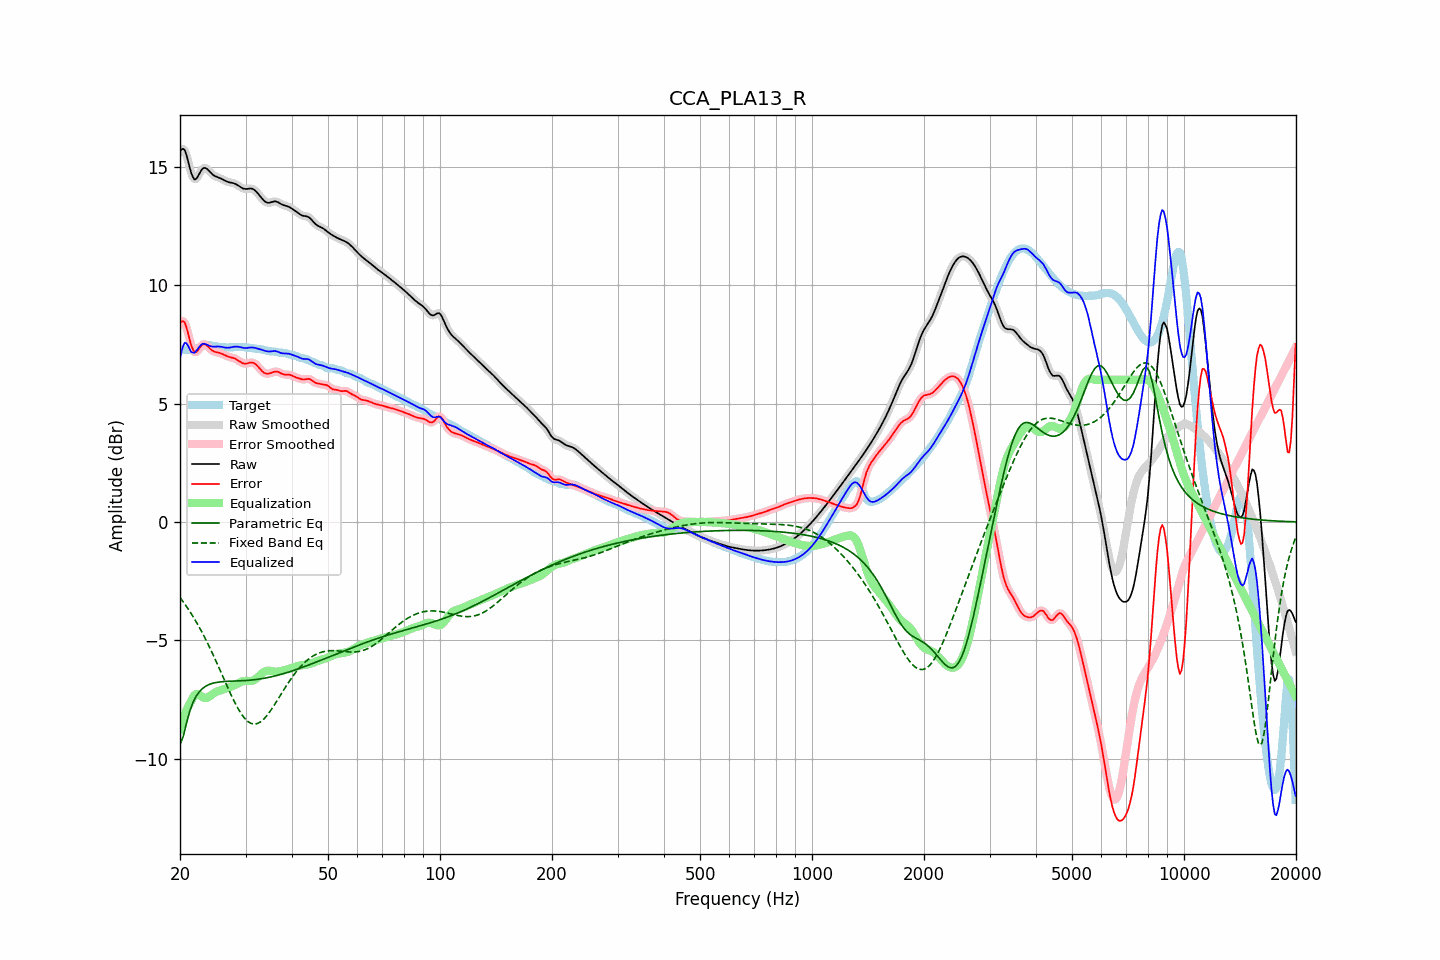 CCA_PLA13_R
Amplitude (dBr)
15
10
5
0
−5
−10
Target
Raw Smoothed
Error Smoothed
Raw
Error
Equalization
Parametric Eq
Fixed Band Eq
Equalized
20 50 100 200 500 1000 2000 5000 10000 20000
Frequency (Hz)